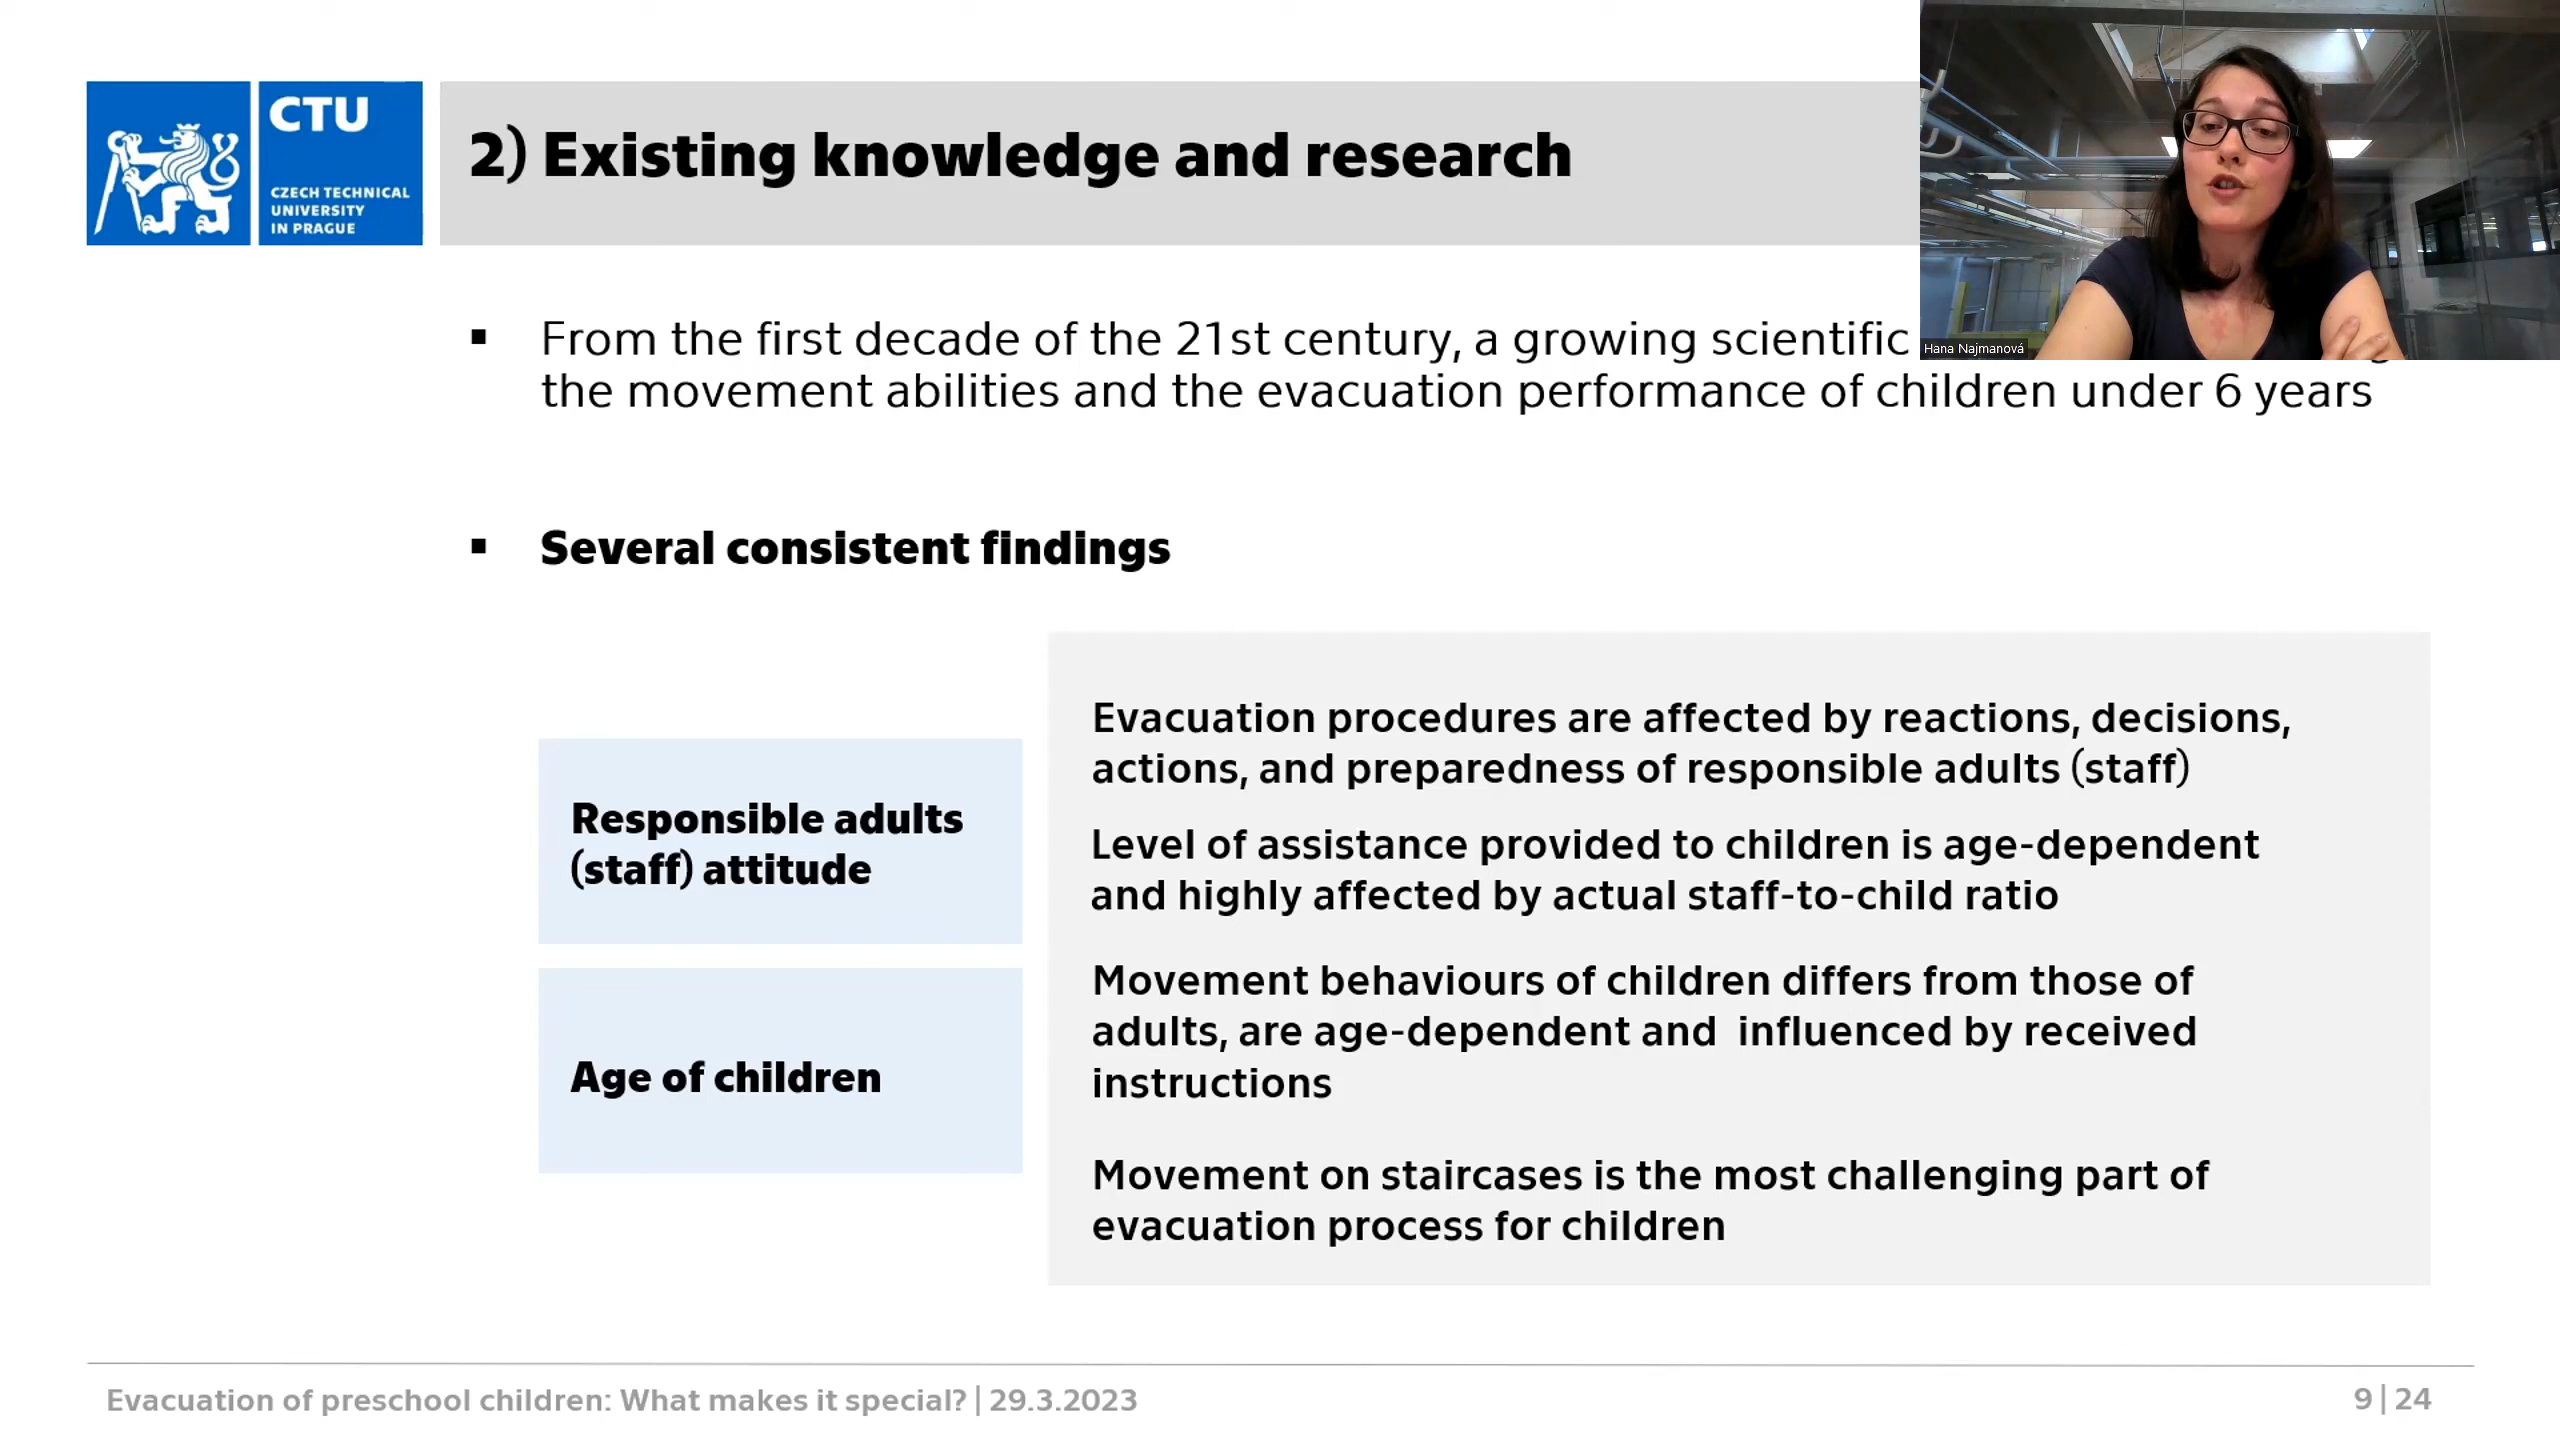 CTU
CZECH TECHNICAL
UNIVERSITY
IN PRAGUE
2) Existing knowledge and research
Hana Najmanová
▪ From the first decade of the 21st century, a growing scientific
the movement abilities and the evacuation performance of children under 6 years
▪ Several consistent findings
Responsible adults
(staff) attitude
Age of children
Evacuation procedures are affected by reactions, decisions,
actions, and preparedness of responsible adults (staff)
Level of assistance provided to children is age-dependent
and highly affected by actual staff-to-child ratio
Movement behaviours of children differs from those of
adults, are age-dependent and  influenced by received
instructions
Movement on staircases is the most challenging part of
evacuation process for children
Evacuation of preschool children: What makes it special? | 29.3.2023
9 | 24